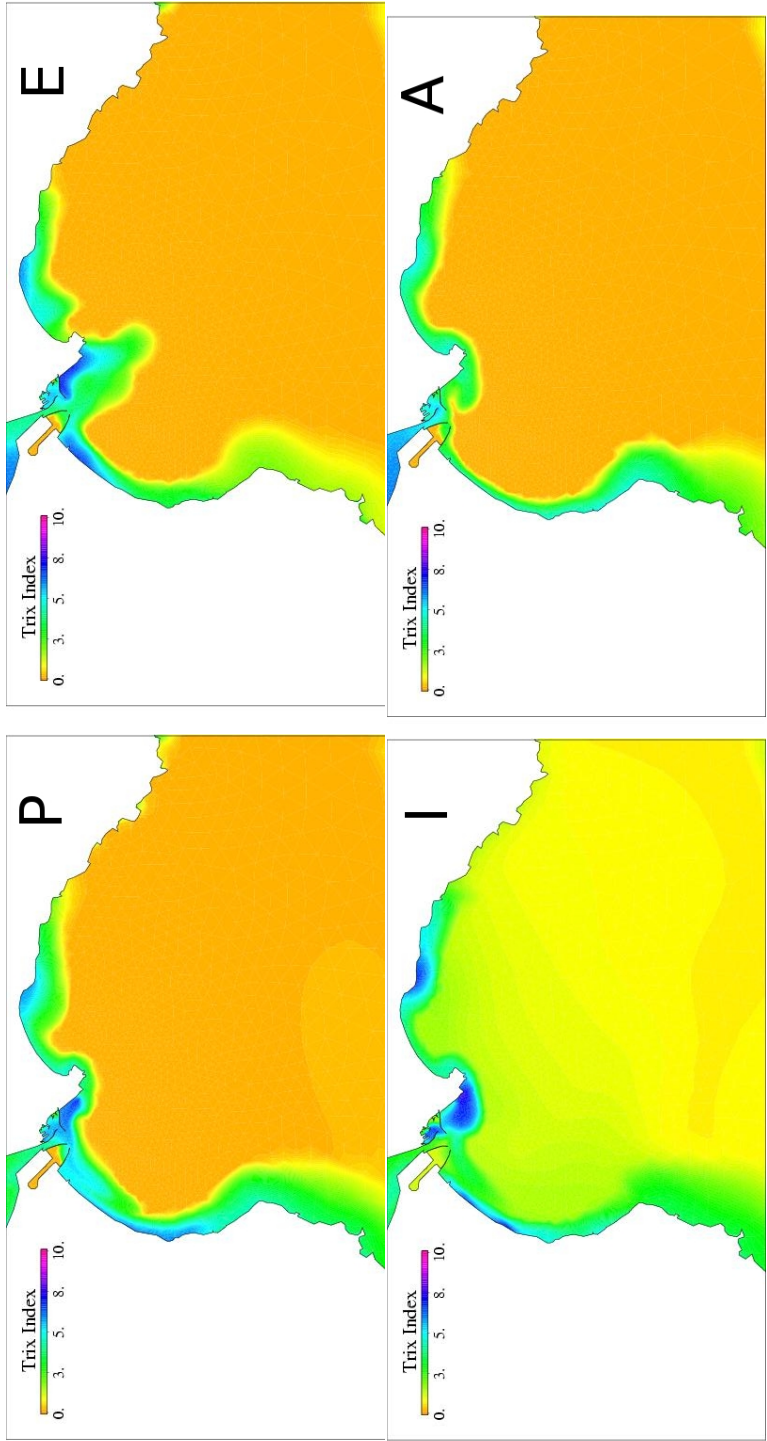 Trix Index
0. 3. 5. 8. 10.
P
Trix Index
0. 3. 5. 8. 10.
E
Trix Index
0. 3. 5. 8. 10.
I
Trix Index
0. 3. 5. 8. 10.
A